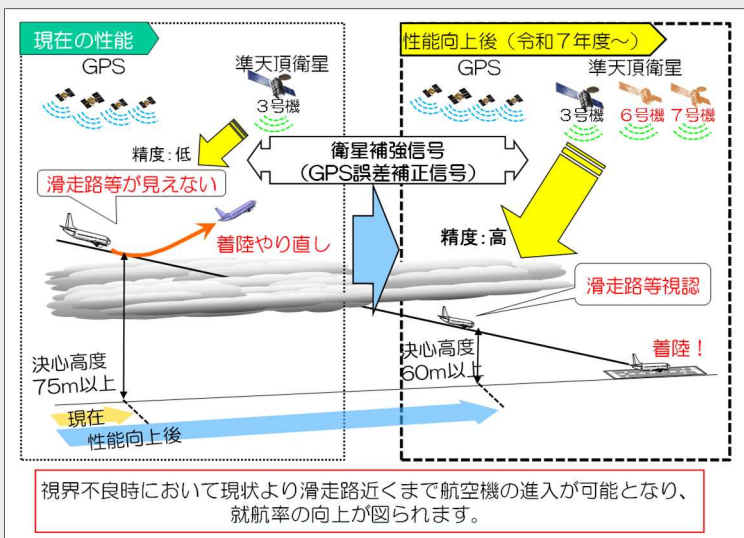 現在の性能
GPS
準天頂衛星
3号機
精度:低
滑走路等が見えない
着陸やり直し
決心高度
75m以上
現在
性能向上後
衛星補強信号
(GPS誤差補正信号)
性能向上後(令和7年度~)
GPS
準天頂衛星
3号機
6号機
7号機
精度:高
滑走路等視認
決心高度
60m以上
着陸!
視界不良時において現状より滑走路近くまで航空機の進入が可能となり、
就航率の向上が図られます。